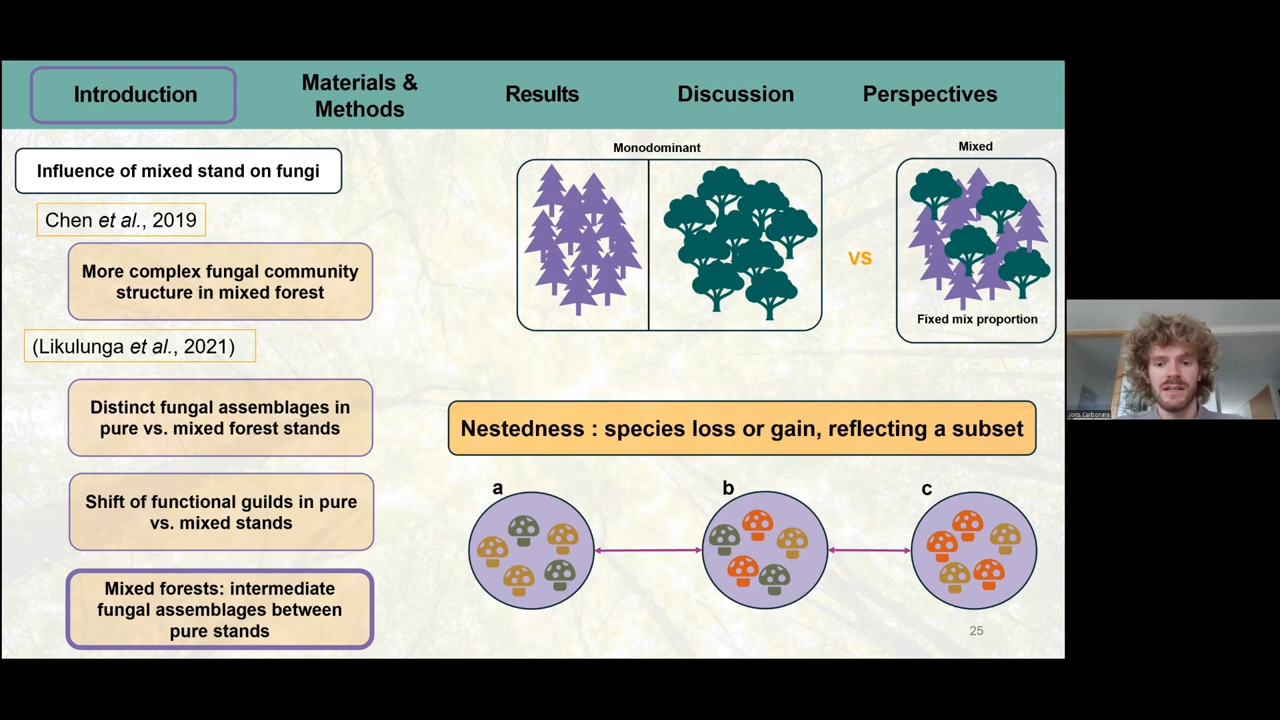 Introduction
Materials &
Methods
Results
Discussion
Perspectives
Influence of mixed stand on fungi
Chen et al., 2019
More complex fungal community
structure in mixed forest
(Likulunga et al., 2021)
Distinct fungal assemblages in
pure vs. mixed forest stands
Shift of functional guilds in pure
vs. mixed stands
Mixed forests: intermediate
fungal assemblages between
pure stands
Monodominant
vs
Mixed
Fixed mix proportion
Nestedness : species loss or gain, reflecting a subset
a
b
c
25
Joris Carbonare